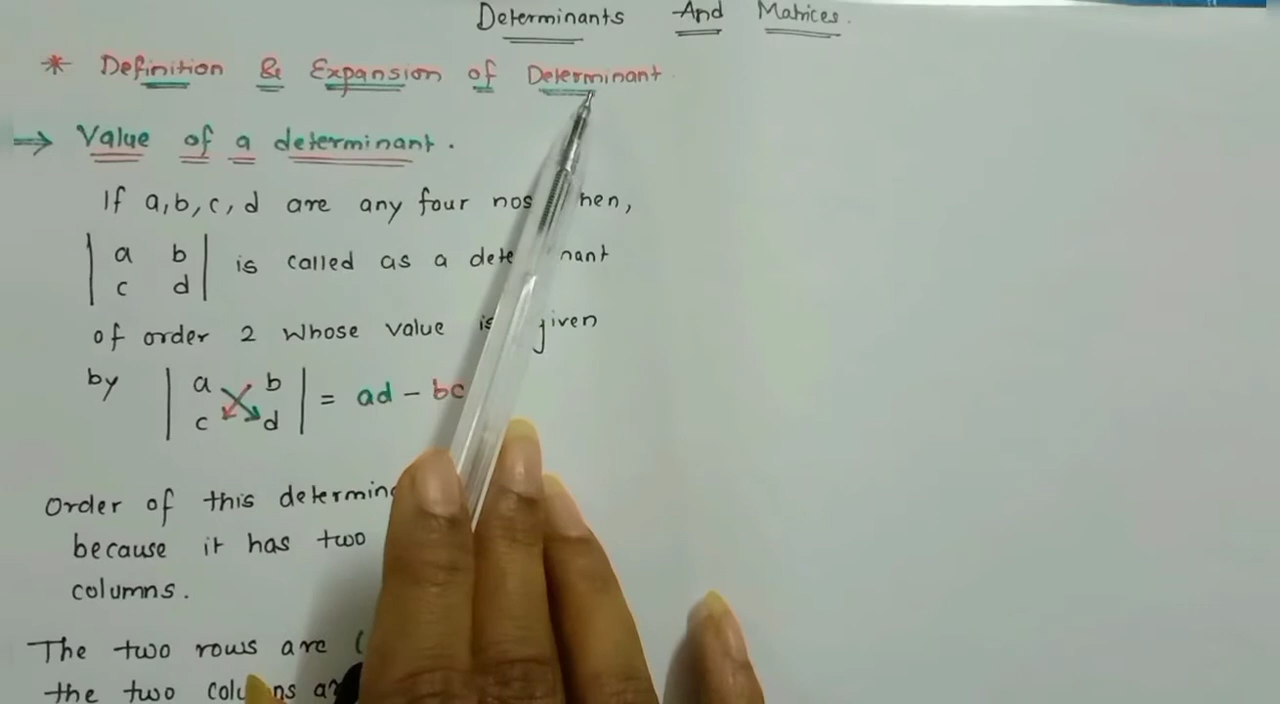 Determinants And Matrices.
* Definition & Expansion of Determinant
⇒ Value of a determinant.
If a, b, c, d are any four nos hen,
| a b | is called as a dete nant
| c d |
of order 2 whose value is given
by | a b | = ad - bc
| c d |
Order of this determin
because it has two
columns.
The two rows are (
the two col ns a